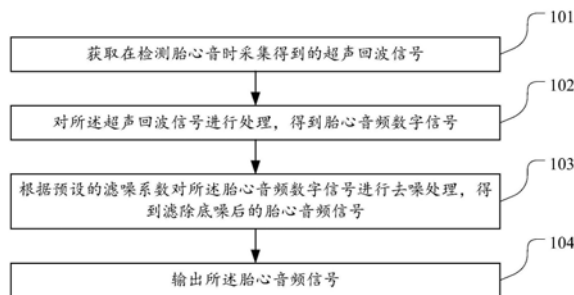 101
获取在检测胎心音时采集得到的超声回波信号
102
对所述超声回波信号进行处理，得到胎心音频数字信号
103
根据预设的滤噪系数对所述胎心音频数字信号进行去噪处理，得
到滤除底噪后的胎心音频信号
104
输出所述胎心音频信号